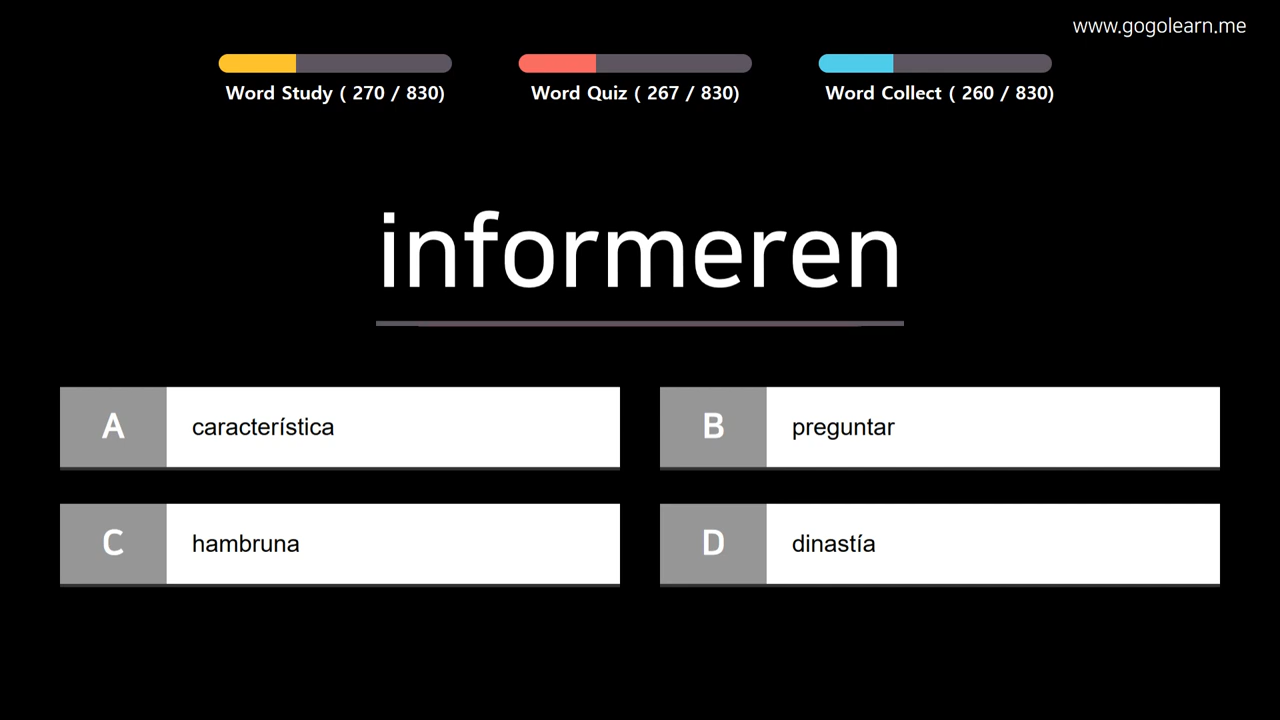 www.gogolearn.me
Word Study ( 270 / 830)
Word Quiz ( 267 / 830)
Word Collect ( 260 / 830)
informeren
A característica
B preguntar
C hambruna
D dinastía